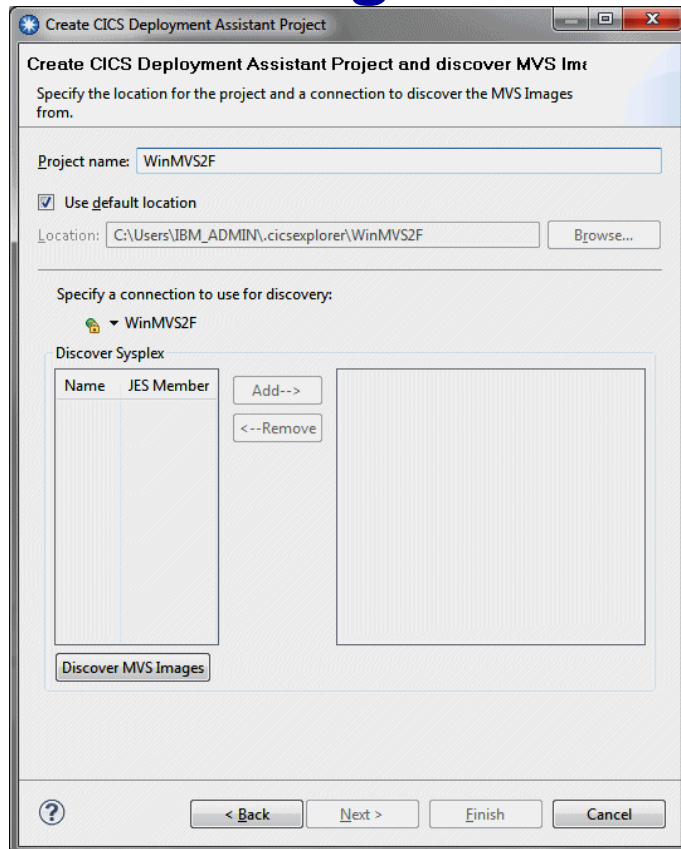 Create CICS Deployment Assistant Project
Create CICS Deployment Assistant Project and discover MVS
Specify the location for the project and a connection to discover the MVS Images
from.
Project name: WinMVS2F
Use default location
Location: C:\Users\IBM_ADMIN\.cicsexplorer\WinMVS2F Browse...
Specify a connection to use for discovery:
WinMVS2F
Discover Sysplex
Name JES Member
Add-->
<--Remove
Discover MVS Images
? < Back Next > Finish Cancel